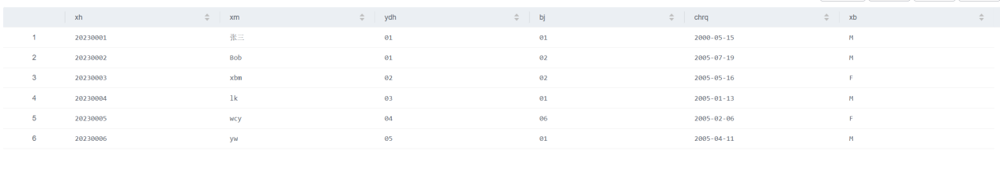 xh xm ydh bj chrq xb
1 20230001 张三 01 01 2000-05-15 M
2 20230002 Bob 01 02 2005-07-19 M
3 20230003 xbm 02 02 2005-05-16 F
4 20230004 lk 03 01 2005-01-13 M
5 20230005 wcy 04 06 2005-02-06 F
6 20230006 yw 05 01 2005-04-11 M